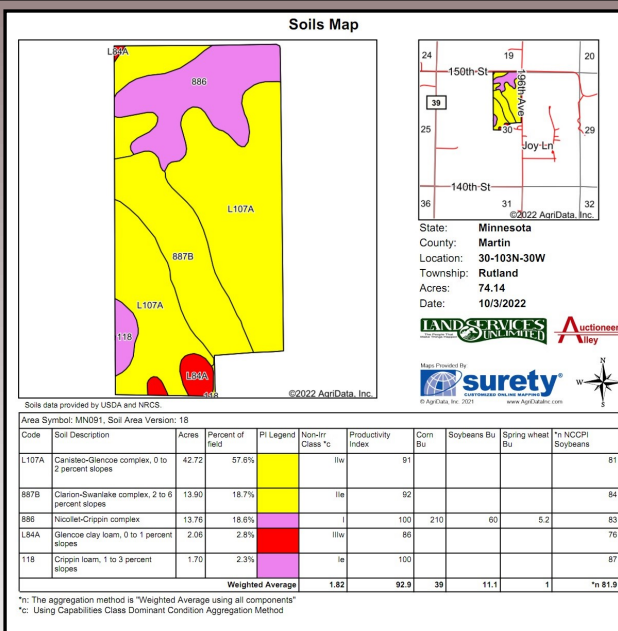 Soils Map
L84A
886
L107A
887B
L107A
118
L84A
118
©2022 AgriData, Inc.
Soils data provided by USDA and NRCS.
24
19
20
150th St
196th Ave
39
25
30
29
Joy Ln
140th St
36
31
32
©2022 AgriData, Inc.
State: Minnesota
County: Martin
Location: 30-103N-30W
Township: Rutland
Acres: 74.14
Date: 10/3/2022
LAND SERVICES
UNLIMITED
Auctioneer
Alley
Maps Provided By
surety®
CUSTOMIZED ONLINE MAPPING
© AgriData, Inc. 2021 www.AgriDataInc.com
N
W
S
Area Symbol: MN091, Soil Area Version: 18
Code Soil Description Acres Percent of field PI Legend Non-Irr Class *c Productivity Index Corn Bu Soybeans Bu Spring wheat Bu *n NCCPI Soybeans
L107A Canisteo-Glencoe complex, 0 to 2 percent slopes 42.72 57.6% IIw 91 81
887B Clarion-Swanlake complex, 2 to 6 percent slopes 13.90 18.7% IIe 92 84
886 Nicollet-Crippin complex 13.76 18.6% I 100 210 60 5.2 83
L84A Glencoe clay loam, 0 to 1 percent slopes 2.06 2.8% IIIw 86 76
118 Crippin loam, 1 to 3 percent slopes 1.70 2.3% Ie 100 87
Weighted Average 1.82 92.9 39 11.1 1 *n 81.9
*n: The aggregation method is "Weighted Average using all components"
*c: Using Capabilities Class Dominant Condition Aggregation Method